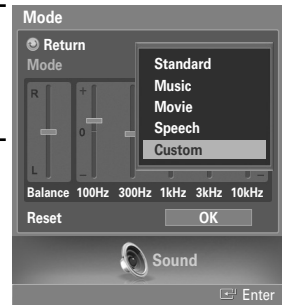 Mode
Return
Mode
Standard
Music
Movie
Speech
Custom
R
+
0
L
–
–
Balance 100Hz 300Hz 1kHz 3kHz 10kHz
Reset OK
Sound
Enter